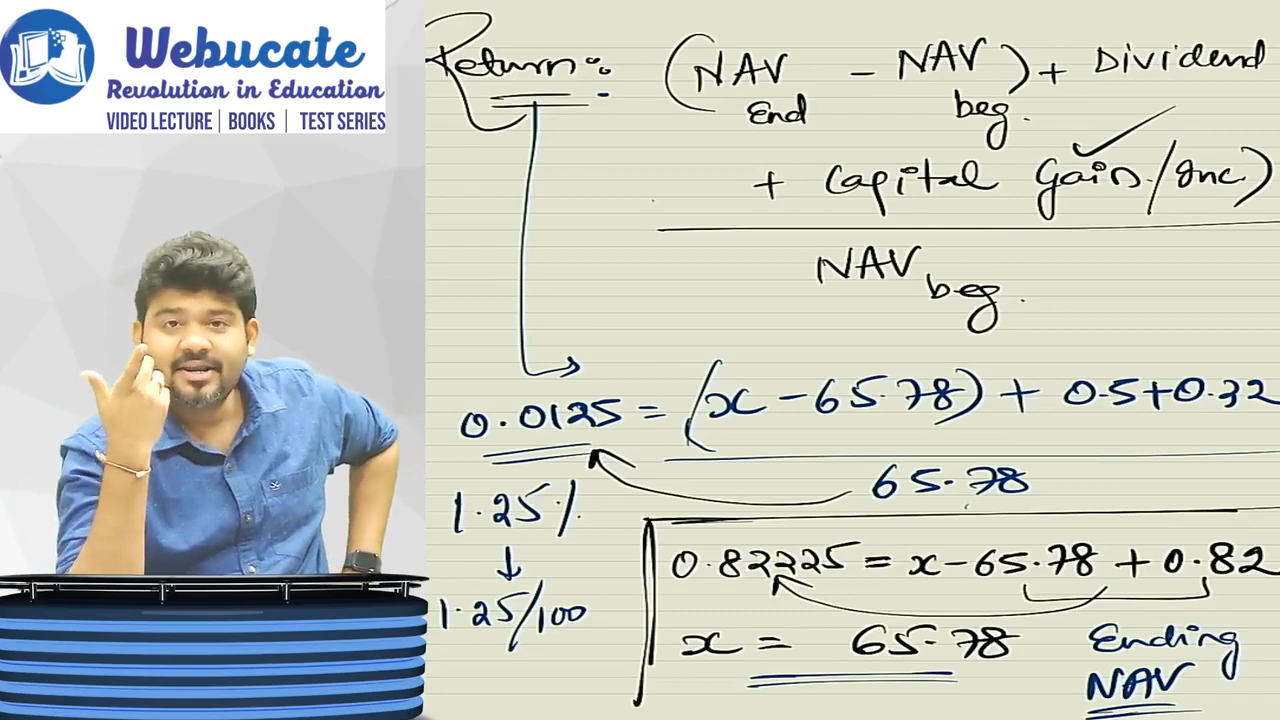 Webucate
Revolution in Education
VIDEO LECTURE | BOOKS | TEST SERIES
Return :
(NAV End - NAV beg.) + Dividend
+ Capital Gain/Inc)
NAV beg.
0.0125 = (x - 65.78) + 0.5+0.32
65.78
1.25%
↓
1.25/100
0.82225 = x - 65.78 + 0.82
x = 65.78 Ending
NAV